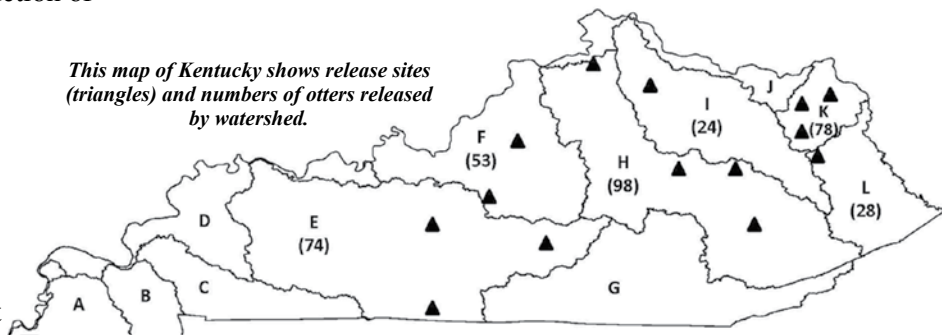 This map of Kentucky shows release sites
(triangles) and numbers of otters released
by watershed.
J
I
(24)
K
(78)
F
(53)
H
(98)
L
(28)
D
E
(74)
G
C
B
A